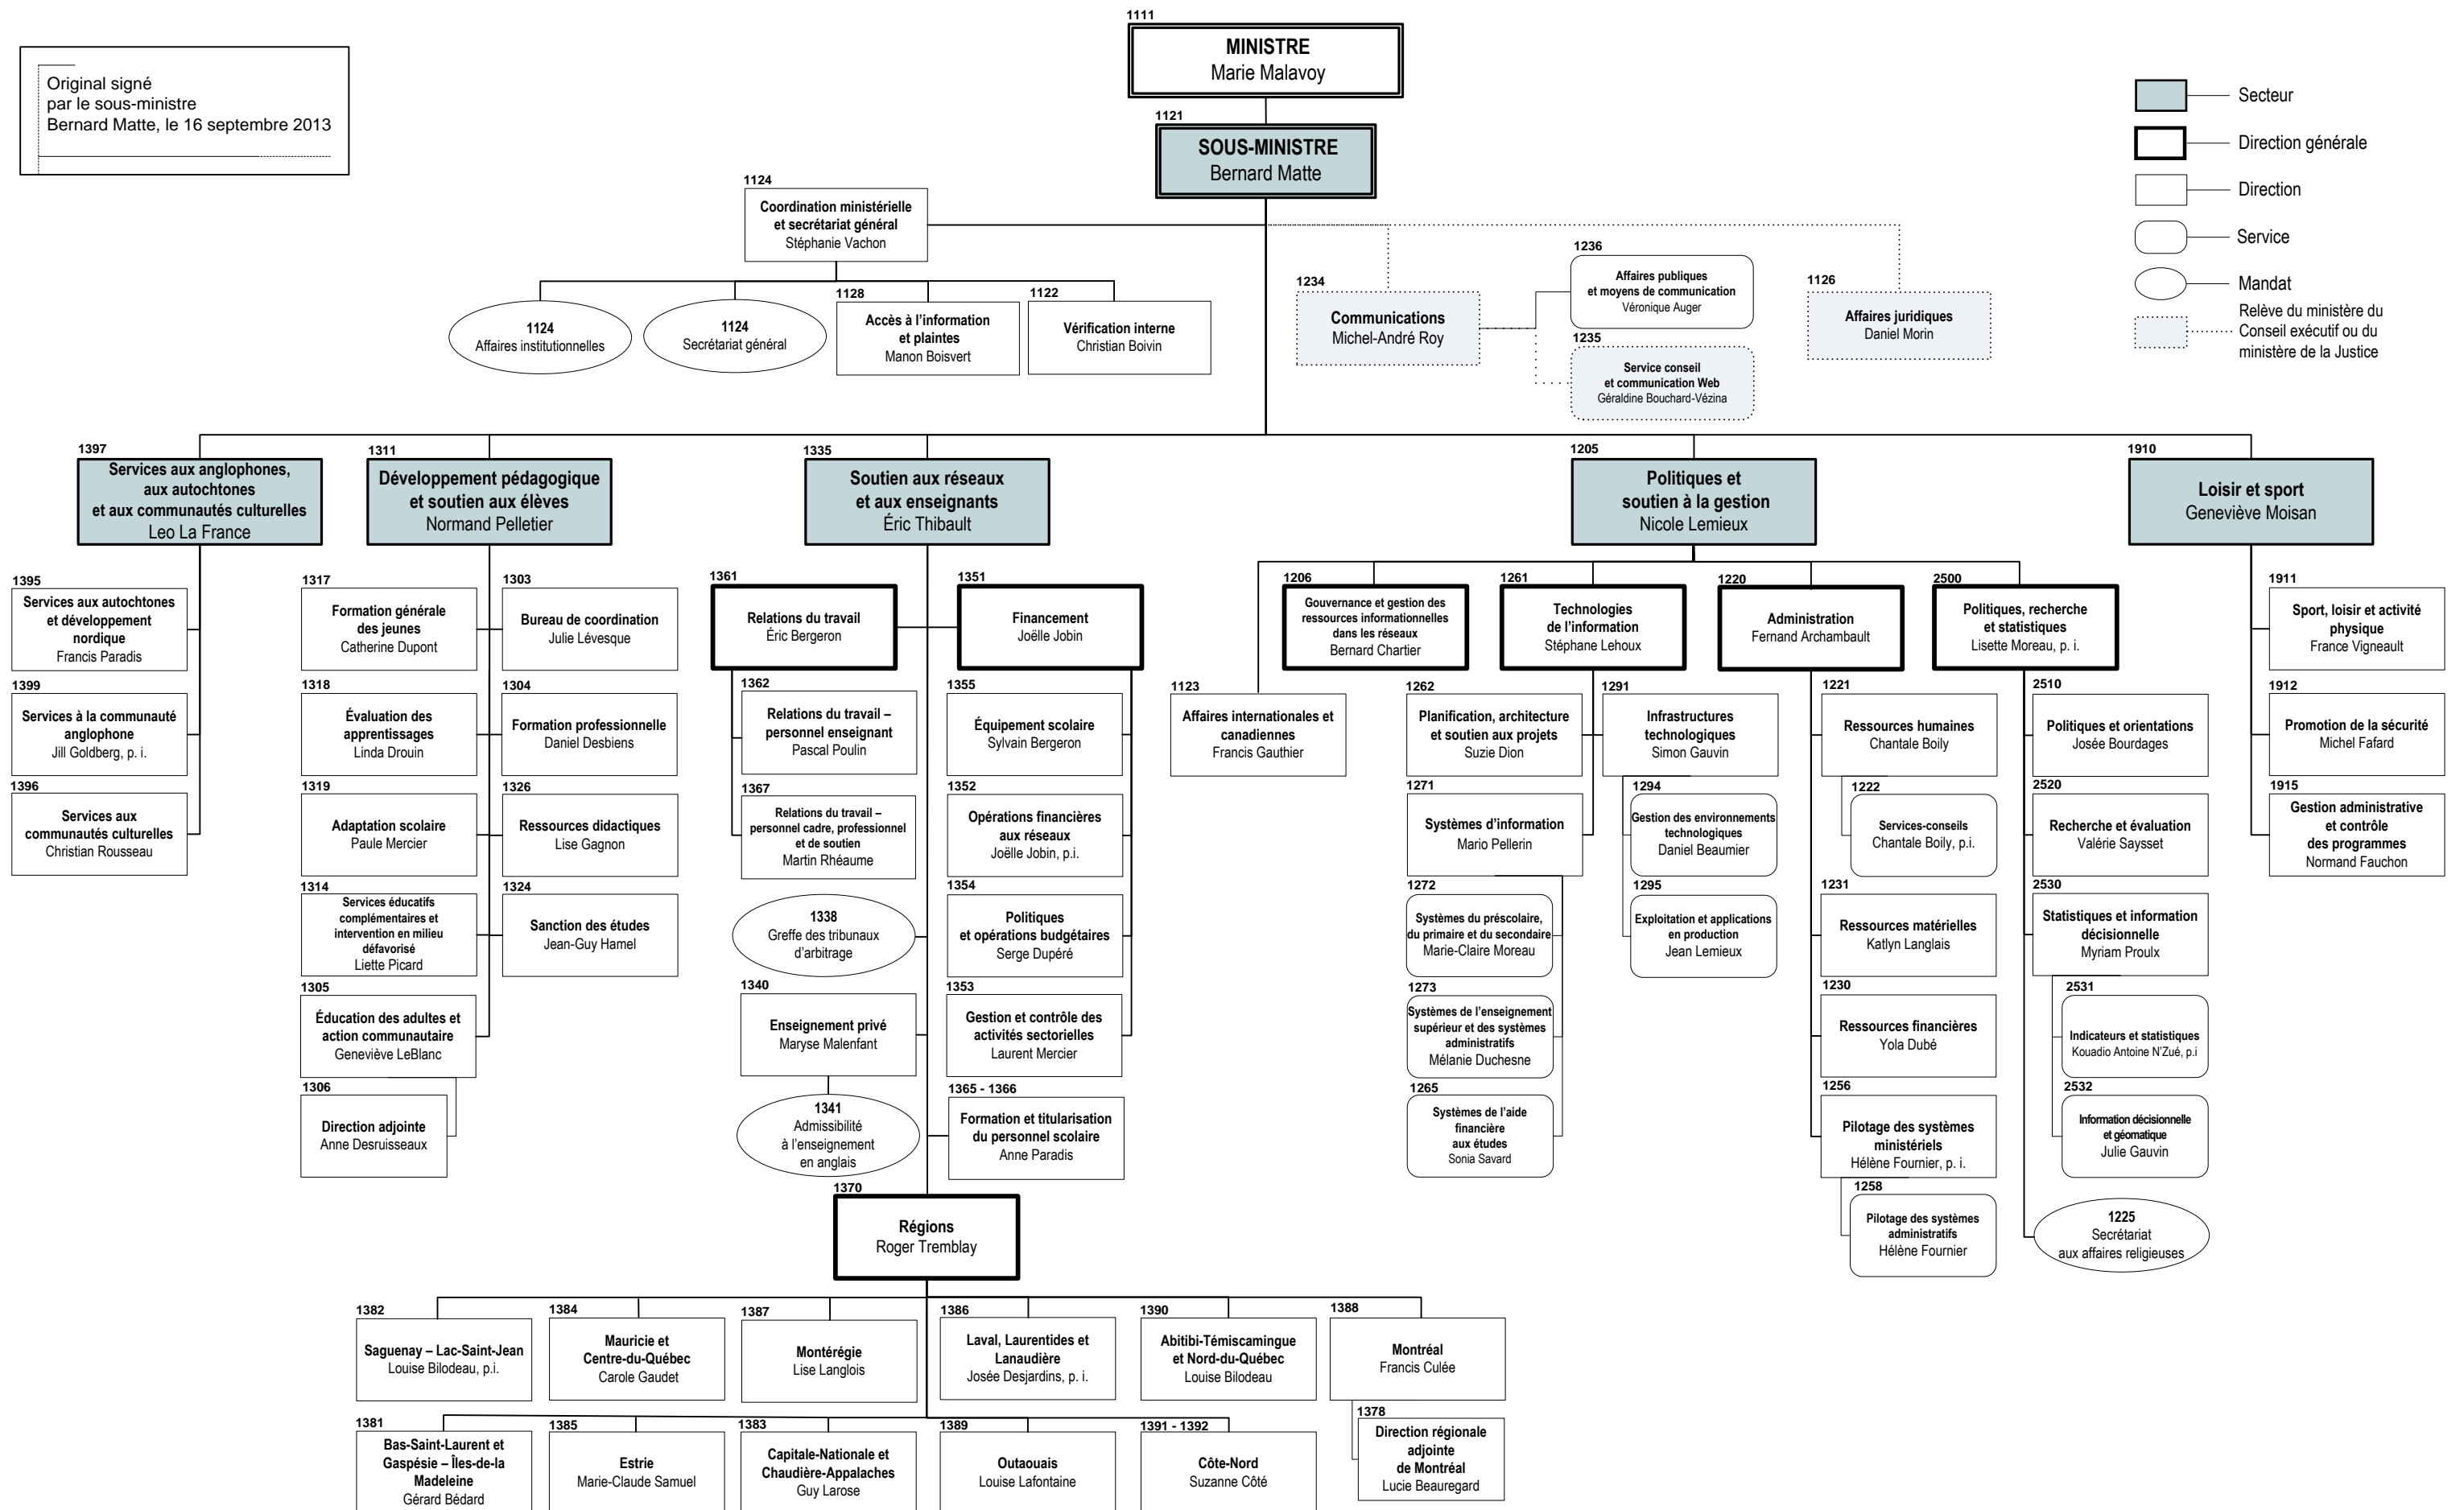 Original signé
par le sous-ministre
Bernard Matte, le 16 septembre 2013
1111
MINISTRE
Marie Malavoy
1121
SOUS-MINISTRE
Bernard Matte
Secteur
Direction générale
Direction
Service
Mandat
Relève du ministère du
Conseil exécutif ou du
ministère de la Justice
1124
Coordination ministérielle
et secrétariat général
Stéphanie Vachon
1124
Affaires institutionnelles
1124
Secrétariat général
1128
Accès à l'information
et plaintes
Manon Boisvert
1122
Vérification interne
Christian Boivin
1234
Communications
Michel-André Roy
1236
Affaires publiques
et moyens de communication
Véronique Auger
1235
Service conseil
et communication Web
Géraldine Bouchard-Vézina
1126
Affaires juridiques
Daniel Morin
1397
Services aux anglophones,
aux autochtones
et aux communautés culturelles
Leo La France
1311
Développement pédagogique
et soutien aux élèves
Normand Pelletier
1335
Soutien aux réseaux
et aux enseignants
Éric Thibault
1205
Politiques et
soutien à la gestion
Nicole Lemieux
1910
Loisir et sport
Geneviève Moisan
1395
Services aux autochtones
et développement
nordique
Francis Paradis
1399
Services à la communauté
anglophone
Jill Goldberg, p. i.
1396
Services aux
communautés culturelles
Christian Rousseau
1317
Formation générale
des jeunes
Catherine Dupont
1303
Bureau de coordination
Julie Lévesque
1318
Évaluation des
apprentissages
Linda Drouin
1304
Formation professionnelle
Daniel Desbiens
1319
Adaptation scolaire
Paule Mercier
1326
Ressources didactiques
Lise Gagnon
1314
Services éducatifs
complémentaires et
intervention en milieu
défavorisé
Liette Picard
1324
Sanction des études
Jean-Guy Hamel
1305
Éducation des adultes et
action communautaire
Geneviève LeBlanc
1306
Direction adjointe
Anne Desruisseaux
1361
Relations du travail
Éric Bergeron
1351
Financement
Joëlle Jobin
1362
Relations du travail –
personnel enseignant
Pascal Poulin
1355
Équipement scolaire
Sylvain Bergeron
1367
Relations du travail –
personnel cadre, professionnel
et de soutien
Martin Rhéaume
1352
Opérations financières
aux réseaux
Joëlle Jobin, p.i.
1338
Greffe des tribunaux
d'arbitrage
1354
Politiques
et opérations budgétaires
Serge Dupéré
1340
Enseignement privé
Maryse Malenfant
1353
Gestion et contrôle des
activités sectorielles
Laurent Mercier
1341
Admissibilité
à l'enseignement
en anglais
1365 - 1366
Formation et titularisation
du personnel scolaire
Anne Paradis
1206
Gouvernance et gestion des
ressources informationnelles
dans les réseaux
Bernard Chartier
1261
Technologies
de l'information
Stéphane Lehoux
1220
Administration
Fernand Archambault
2500
Politiques, recherche
et statistiques
Lisette Moreau, p. i.
1123
Affaires internationales et
canadiennes
Francis Gauthier
1262
Planification, architecture
et soutien aux projets
Suzie Dion
1291
Infrastructures
technologiques
Simon Gauvin
1271
Systèmes d'information
Mario Pellerin
1294
Gestion des environnements
technologiques
Daniel Beaumier
1272
Systèmes du préscolaire,
du primaire et du secondaire
Marie-Claire Moreau
1295
Exploitation et applications
en production
Jean Lemieux
1273
Systèmes de l'enseignement
supérieur et des systèmes
administratifs
Mélanie Duchesne
1265
Systèmes de l'aide
financière
aux études
Sonia Savard
1221
Ressources humaines
Chantale Boily
1222
Services-conseils
Chantale Boily, p.i.
1231
Ressources matérielles
Katlyn Langlais
1230
Ressources financières
Yola Dubé
1256
Pilotage des systèmes
ministériels
Hélène Fournier, p. i.
1258
Pilotage des systèmes
administratifs
Hélène Fournier
2510
Politiques et orientations
Josée Bourdages
2520
Recherche et évaluation
Valérie Saysset
2530
Statistiques et information
décisionnelle
Myriam Proulx
2531
Indicateurs et statistiques
Kouadio Antoine N'Zué, p.i
2532
Information décisionnelle
et géomatique
Julie Gauvin
1225
Secrétariat
aux affaires religieuses
1911
Sport, loisir et activité
physique
France Vigneault
1912
Promotion de la sécurité
Michel Fafard
1915
Gestion administrative
et contrôle
des programmes
Normand Fauchon
1370
Régions
Roger Tremblay
1382
Saguenay – Lac-Saint-Jean
Louise Bilodeau, p.i.
1384
Mauricie et
Centre-du-Québec
Carole Gaudet
1387
Montérégie
Lise Langlois
1386
Laval, Laurentides et
Lanaudière
Josée Desjardins, p. i.
1390
Abitibi-Témiscamingue
et Nord-du-Québec
Louise Bilodeau
1388
Montréal
Francis Culée
1381
Bas-Saint-Laurent et
Gaspésie – Îles-de-la
Madeleine
Gérard Bédard
1385
Estrie
Marie-Claude Samuel
1383
Capitale-Nationale et
Chaudière-Appalaches
Guy Larose
1389
Outaouais
Louise Lafontaine
1391 - 1392
Côte-Nord
Suzanne Côté
1378
Direction régionale
adjointe
de Montréal
Lucie Beauregard